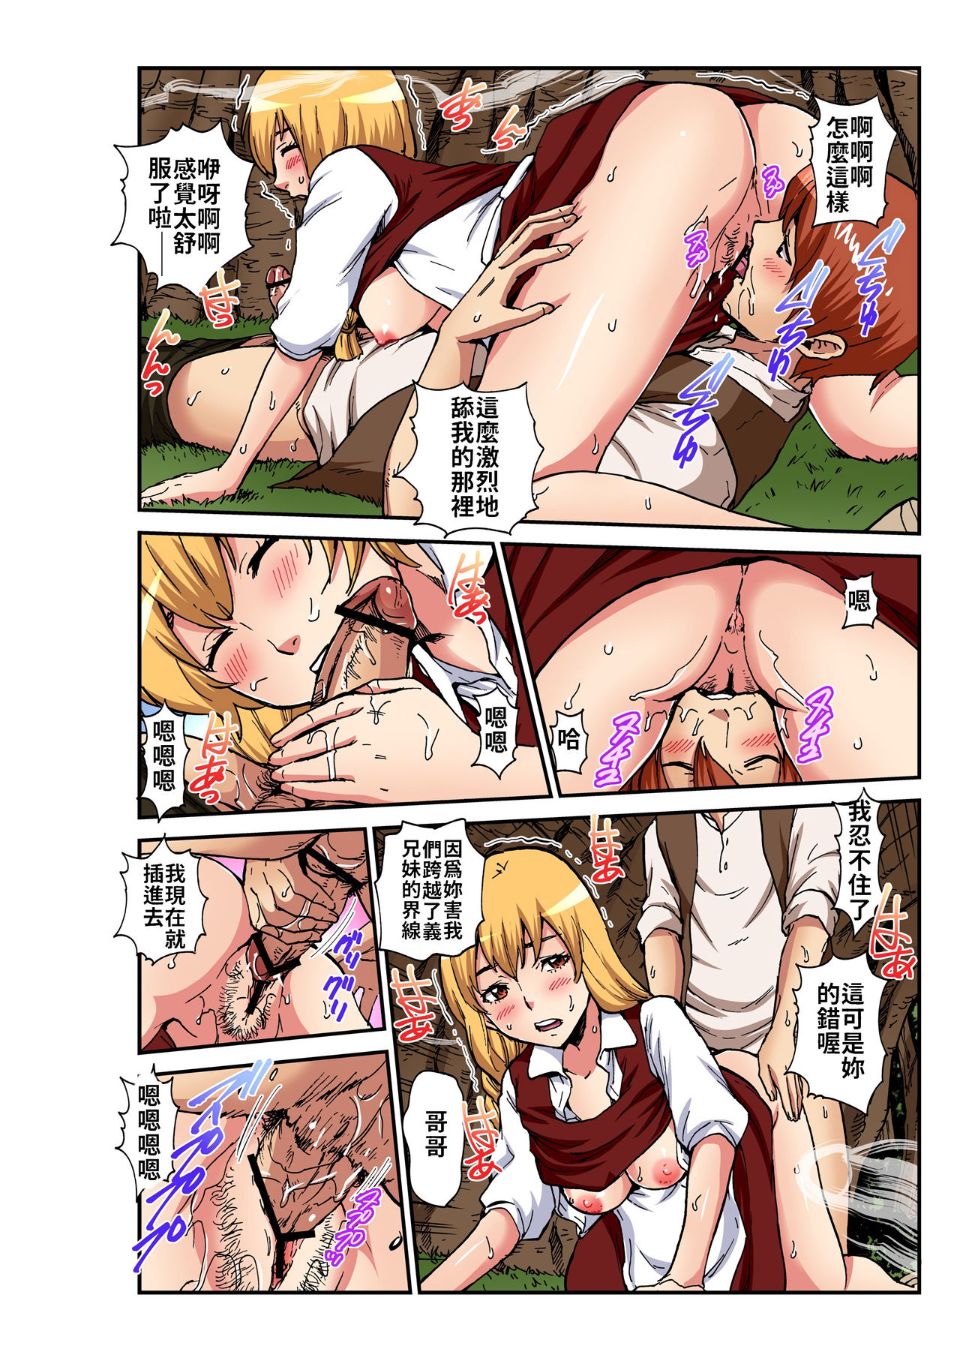 啊啊啊
怎麼這樣
這麼激烈地
舔我的那裡
咿呀啊啊
感覺太舒
服了啦——
嗯
哈
嗯嗯
嗯嗯嗯
我忍不住了
這可是妳
的錯喔
因為妳害我
們跨越了義
兄妹的界線
哥哥
我現在就
插進去
嗯嗯嗯嗯